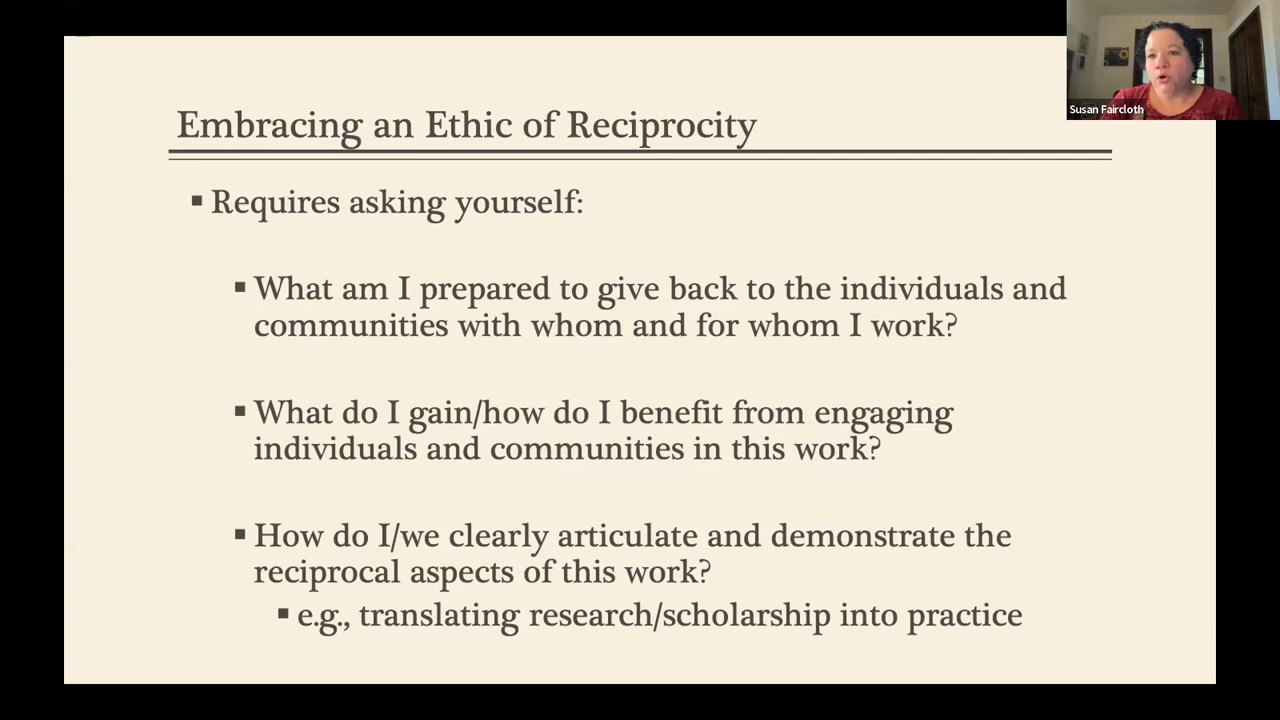 Embracing an Ethic of Reciprocity
▪ Requires asking yourself:
▪ What am I prepared to give back to the individuals and
communities with whom and for whom I work?
▪ What do I gain/how do I benefit from engaging
individuals and communities in this work?
▪ How do I/we clearly articulate and demonstrate the
reciprocal aspects of this work?
▪ e.g., translating research/scholarship into practice
Susan Faircloth